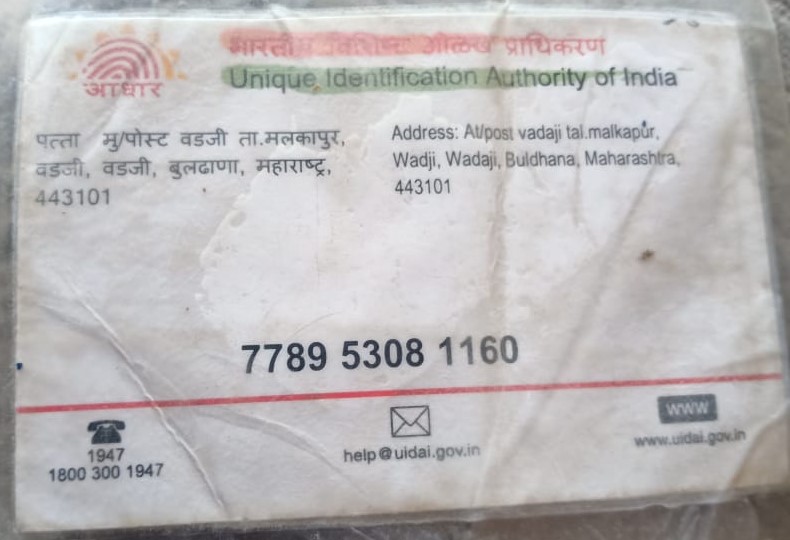 भारतीय विशिष्ट ओळख प्राधिकरण
आधार
Unique Identification Authority of India
पत्ता मु/पोस्ट वडजी ता.मलकापुर,
वडजी, वडजी, बुलढाणा, महाराष्ट्र,
443101
Address: At/post vadaji tal.malkapur,
Wadji, Wadaji, Buldhana, Maharashtra,
443101
7789 5308 1160
1947
1800 300 1947
help@uidai.gov.in
WWW
www.uidai.gov.in